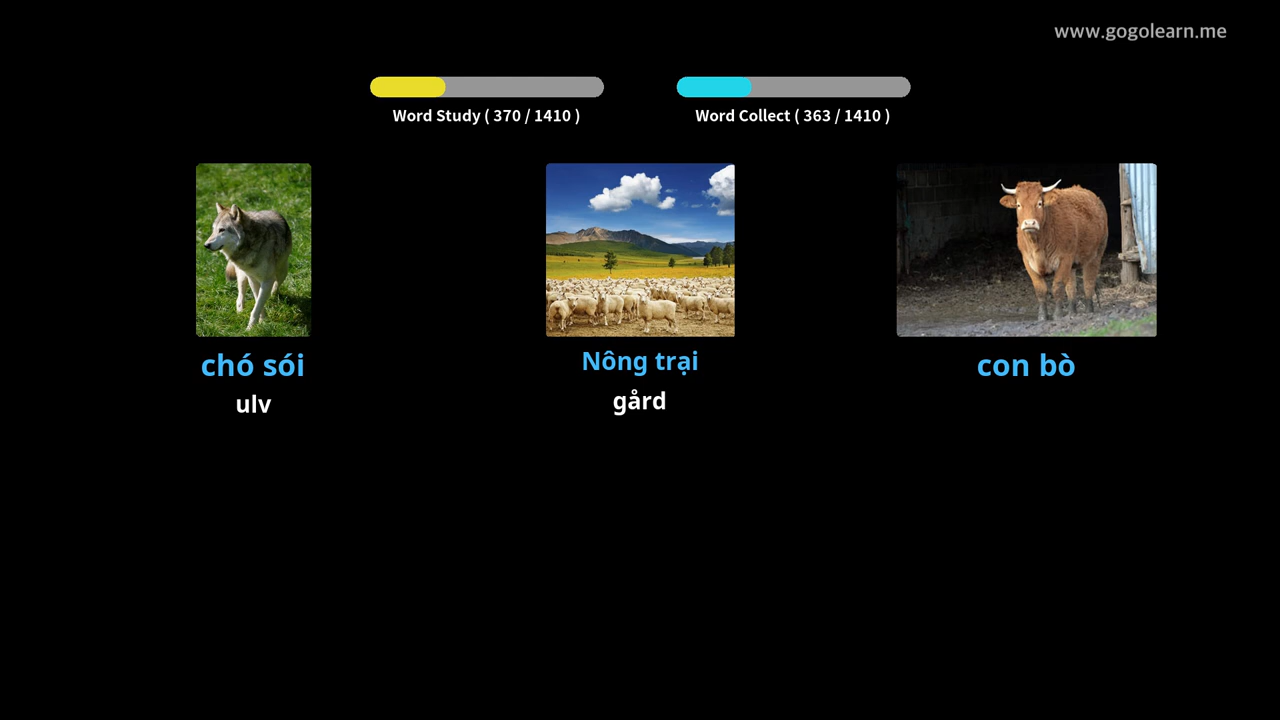 www.gogolearn.me
Word Study ( 370 / 1410 )
Word Collect ( 363 / 1410 )
chó sói
ulv
Nông trại
gård
con bò